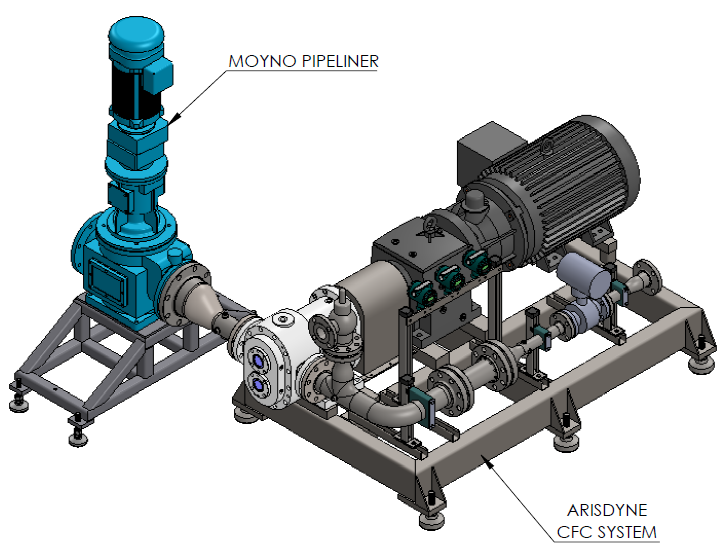 MOYNO PIPELINER
ARISDYNE
CFC SYSTEM